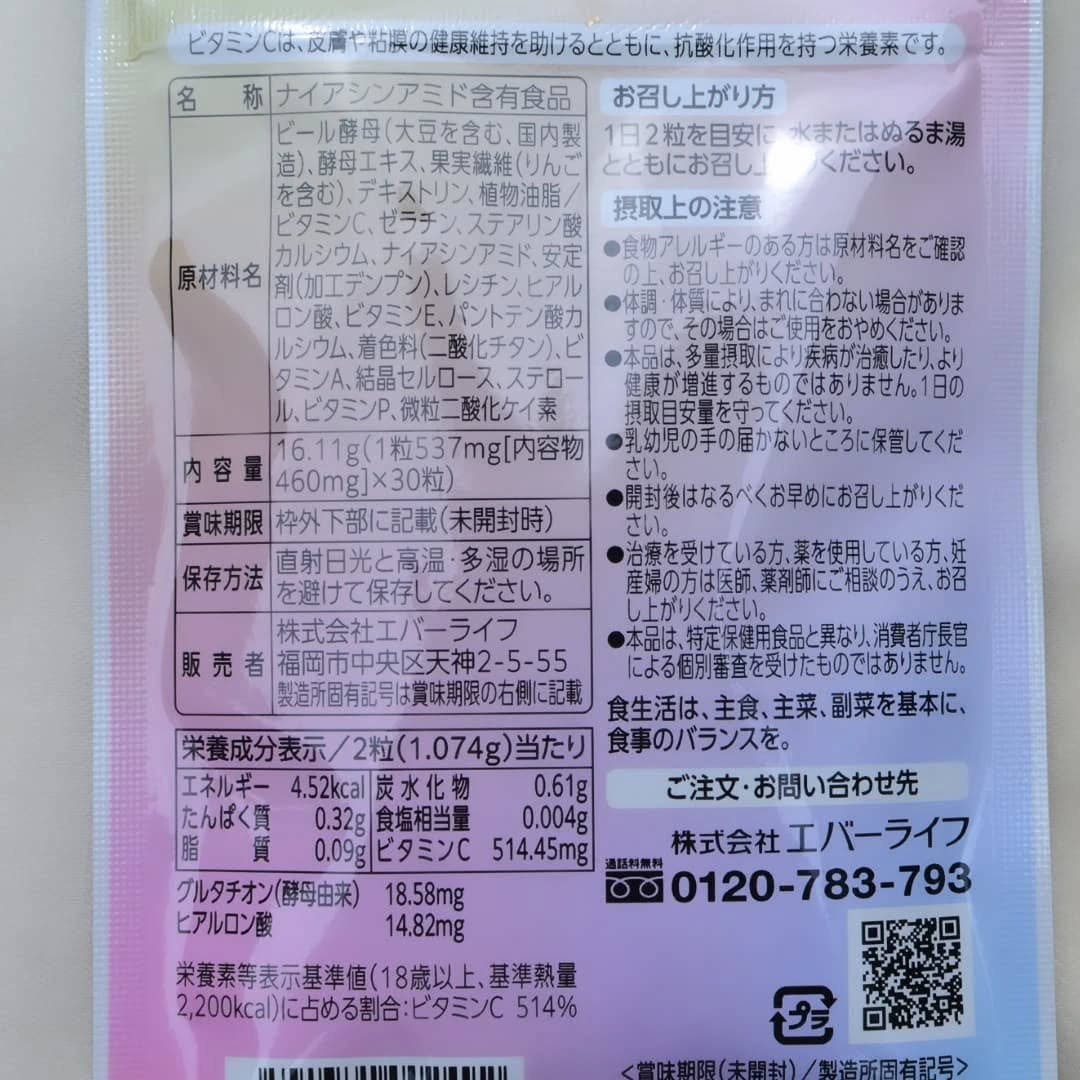 ビタミンCは、皮膚や粘膜の健康維持を助けるとともに、抗酸化作用を持つ栄養素です。
名称 ナイアシンアミド含有食品
原材料名
ビール酵母(大豆を含む、国内製
造)、酵母エキス、果実繊維(りんご
を含む)、デキストリン、植物油脂/
ビタミンC、ゼラチン、ステアリン酸
カルシウム、ナイアシンアミド、安定
剤(加工デンプン)、レシチン、ヒアル
ロン酸、ビタミンE、パントテン酸カ
ルシウム、着色料(二酸化チタン)、ビ
タミンA、結晶セルロース、ステロー
ル、ビタミンP、微粒二酸化ケイ素
内容量
16.11g(1粒537mg[内容物
460mg]×30粒)
賞味期限 枠外下部に記載(未開封時)
保存方法
直射日光と高温・多湿の場所
を避けて保存してください。
販売者
株式会社エバーライフ
福岡市中央区天神2-5-55
製造所固有記号は賞味期限の右側に記載
栄養成分表示/2粒(1.074g)当たり
エネルギー 4.52kcal 炭水化物 0.61g
たんぱく質 0.32g 食塩相当量 0.004g
脂質 0.09g ビタミンC 514.45mg
グルタチオン(酵母由来) 18.58mg
ヒアルロン酸 14.82mg
栄養素等表示基準値(18歳以上、基準熱量
2,200kcal)に占める割合:ビタミンC 514%
お召し上がり方
1日2粒を目安に、水またはぬるま湯
とともにお召し上 ください。
摂取上の注意
●食物アレルギーのある方は原材料名をご確認
の上、お召し上がりください。
●体調・体質により、まれに合わない場合がありま
すので、その場合はご使用をおやめください。
●本品は、多量摂取により疾病が治癒したり、より
健康が増進するものではありません。1日の
摂取目安量を守ってください。
●乳幼児の手の届かないところに保管してくだ
さい。
●開封後はなるべくお早めにお召し上がりくだ
さい。
●治療を受けている方、薬を使用している方、妊
産婦の方は医師、薬剤師にご相談のうえ、お召
し上がりください。
●本品は、特定保健用食品と異なり、消費者庁長官
による個別審査を受けたものではありません。
食生活は、主食、主菜、副菜を基本に、
食事のバランスを。
ご注文・お問い合わせ先
株式会社エバーライフ
通話料無料
0120-783-793
プラ
<賞味期限(未開封)/製造所固有記号>